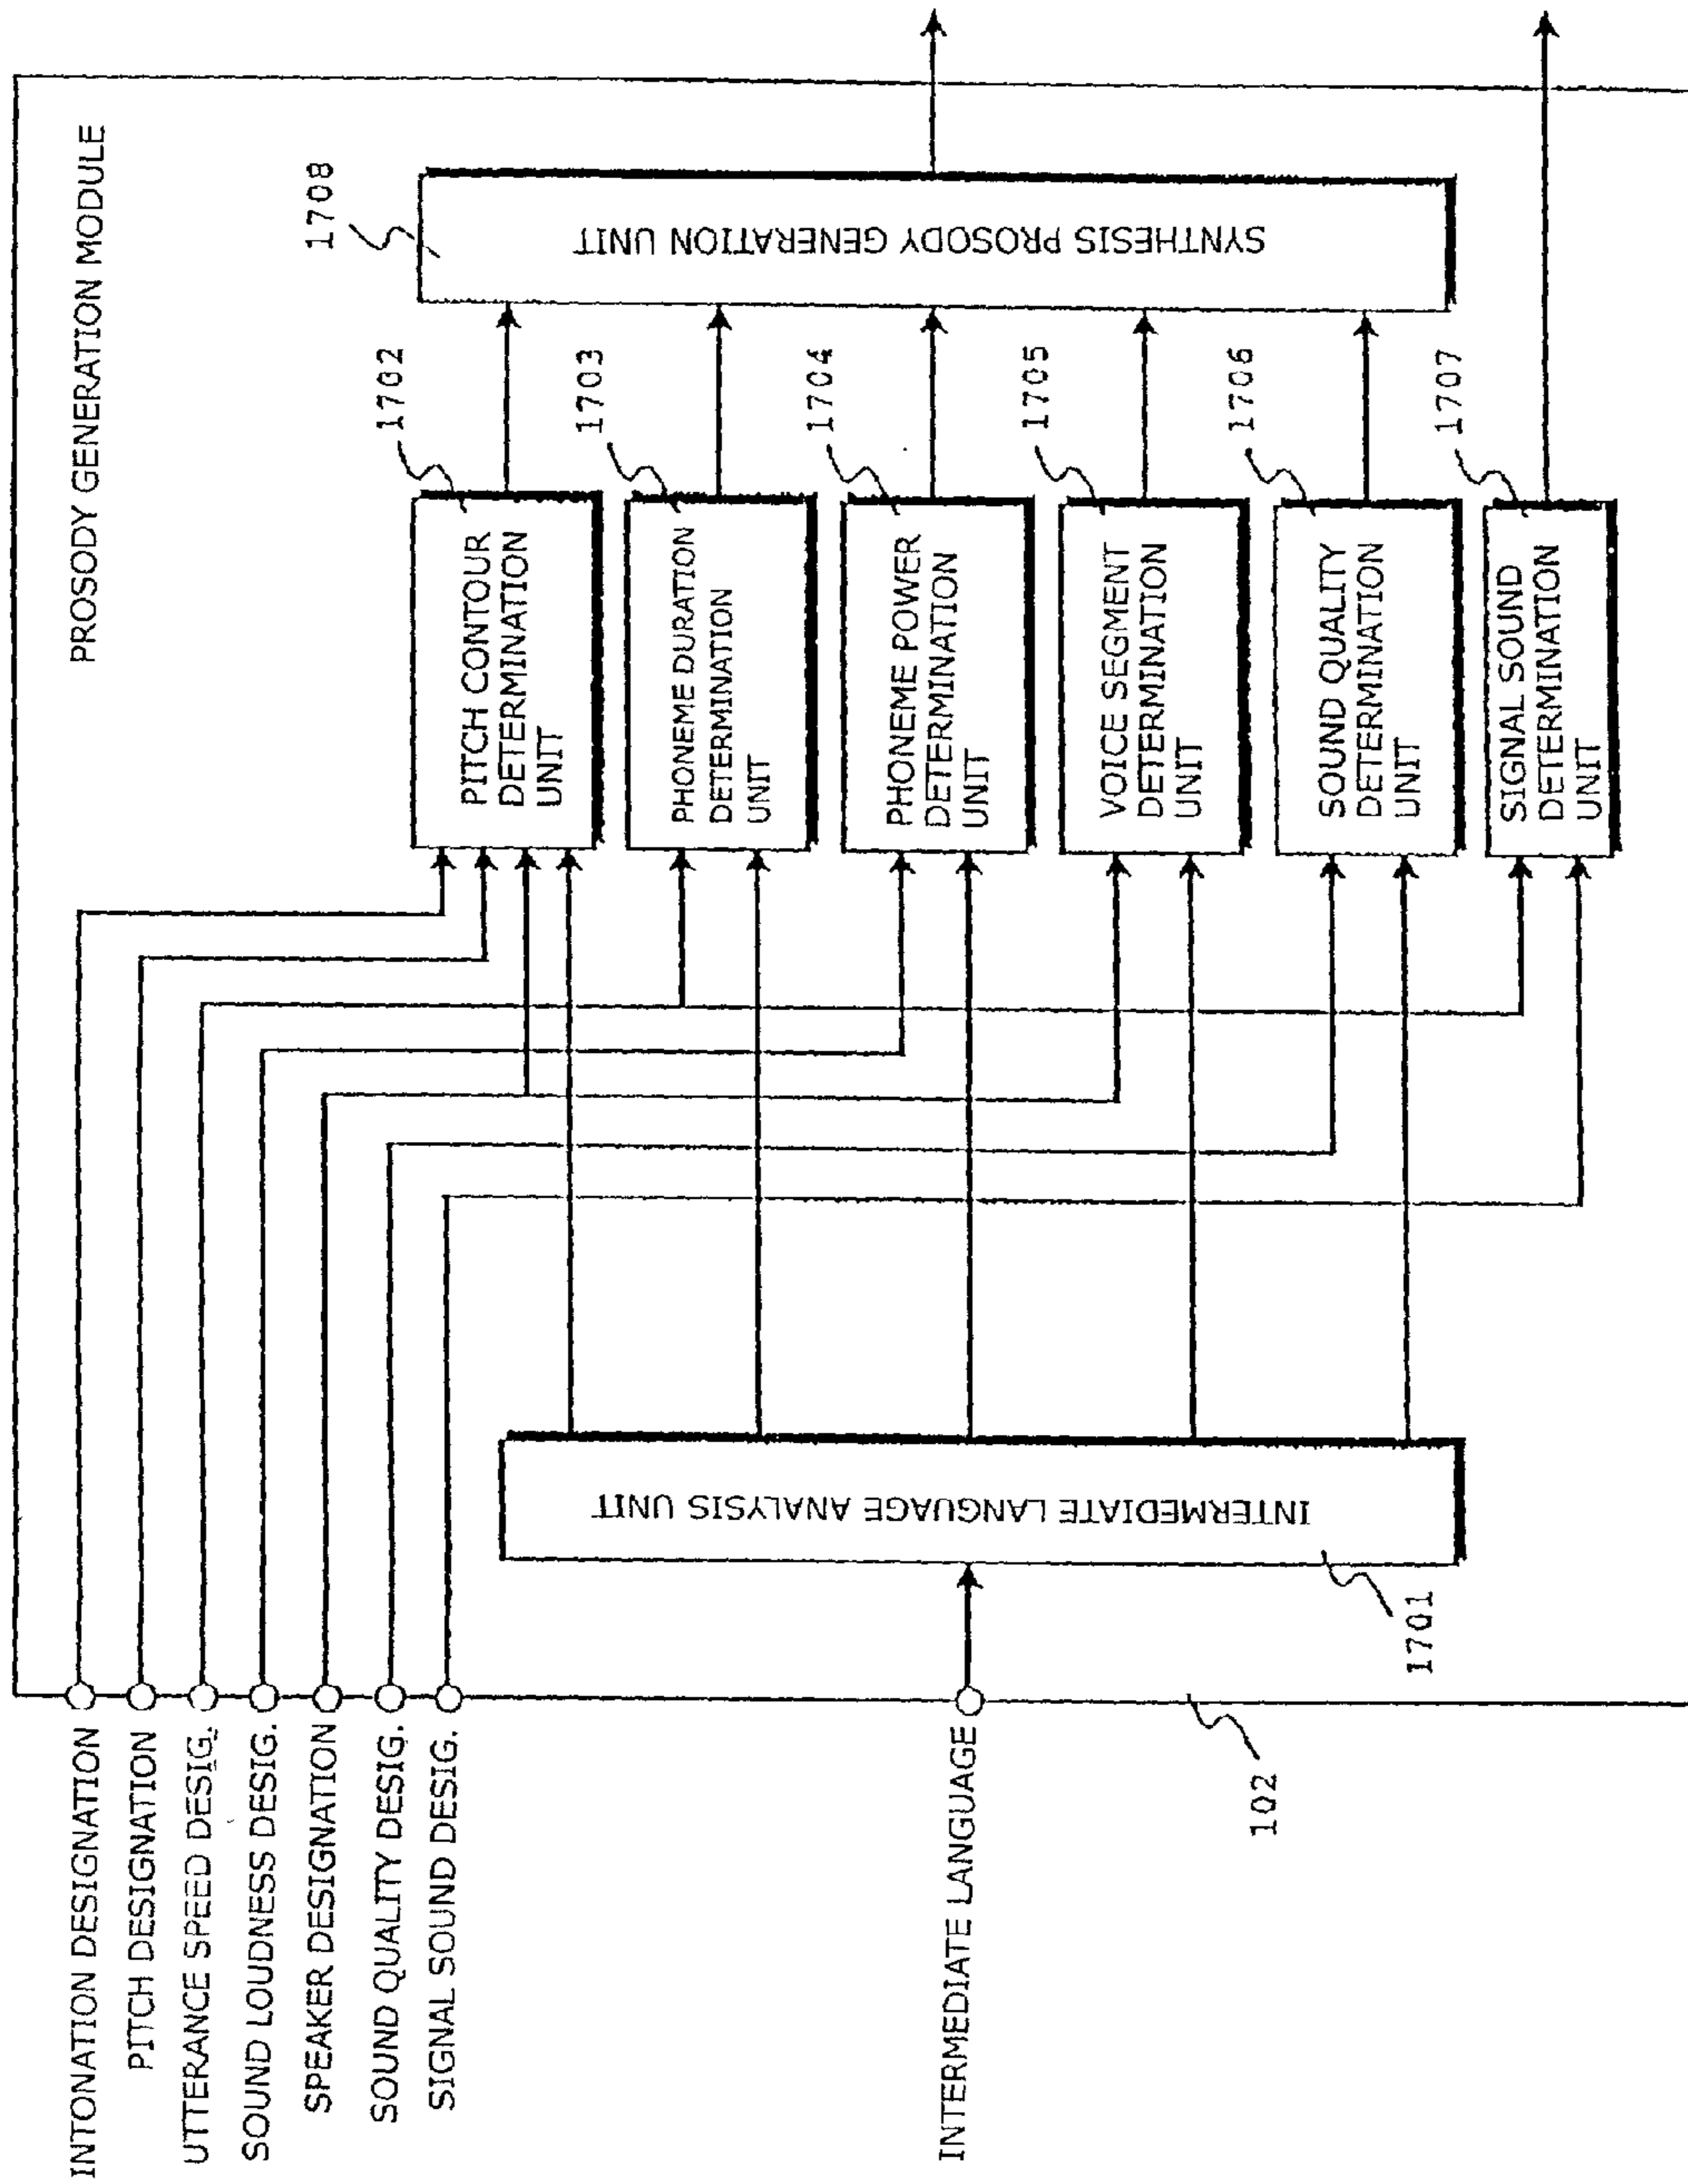 PROSODY GENERATION MODULE
INTONATION DESIGNATION
PITCH DESIGNATION
UTTERANCE SPEED DESIG.
SOUND LOUDNESS DESIG.
SPEAKER DESIGNATION
SOUND QUALITY DESIG.
SIGNAL SOUND DESIG.
INTERMEDIATE LANGUAGE
102
INTERMEDIATE LANGUAGE ANALYSIS UNIT
1701
PITCH CONTOUR
DETERMINATION
UNIT
1702
PHONEME DURATION
DETERMINATION
UNIT
1703
PHONEME POWER
DETERMINATION
UNIT
1704
VOICE SEGMENT
DETERMINATION
UNIT
1705
SOUND QUALITY
DETERMINATION
UNIT
1706
SIGNAL SOUND
DETERMINATION
UNIT
1707
SYNTHESIS PROSODY GENERATION UNIT
1708